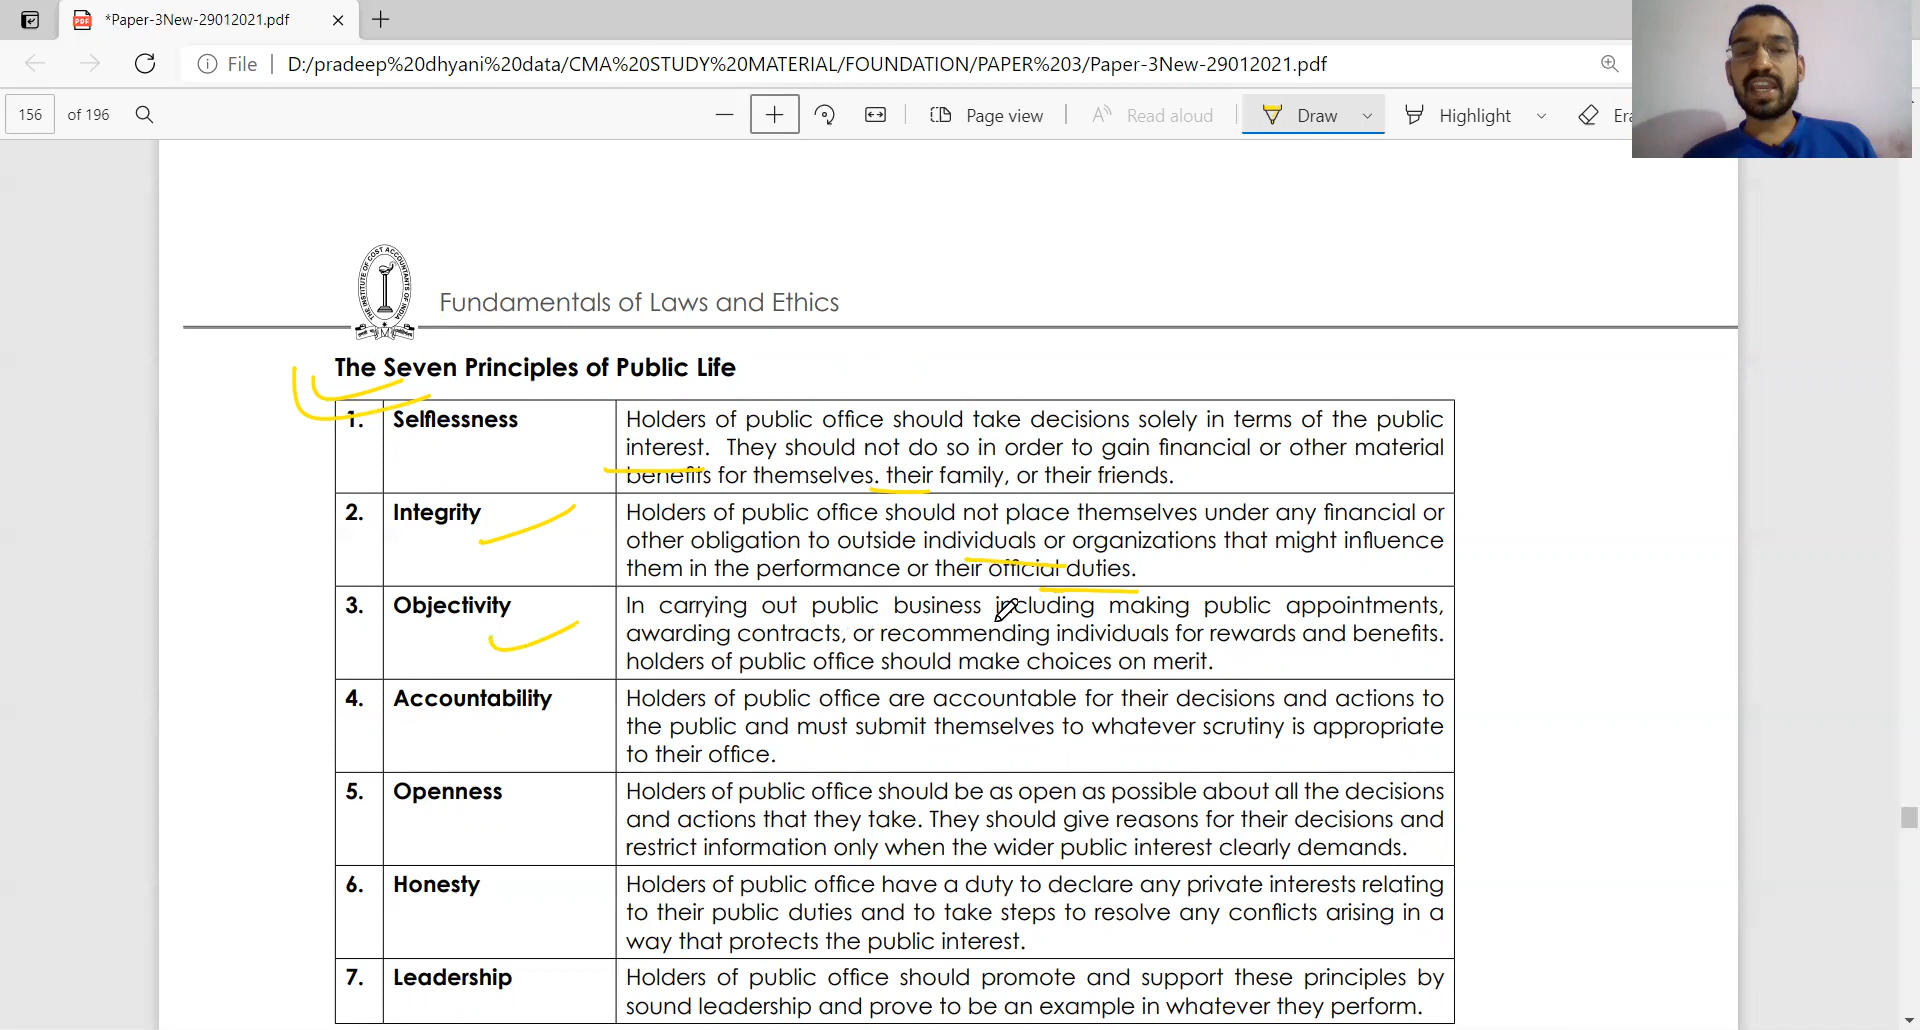 *Paper-3New-29012021.pdf
File D:/pradeep%20dhyani%20data/CMA%20STUDY%20MATERIAL/FOUNDATION/PAPER%203/Paper-3New-29012021.pdf
156 of 196 Page view Read aloud Draw Highlight Era
THE INSTITUTE OF COST ACCOUNTANTS OF INDIA
Fundamentals of Laws and Ethics
The Seven Principles of Public Life
1. Selflessness Holders of public office should take decisions solely in terms of the public
interest. They should not do so in order to gain financial or other material
benefits for themselves. their family, or their friends.
2. Integrity Holders of public office should not place themselves under any financial or
other obligation to outside individuals or organizations that might influence
them in the performance or their official duties.
3. Objectivity In carrying out public business including making public appointments,
awarding contracts, or recommending individuals for rewards and benefits.
holders of public office should make choices on merit.
4. Accountability Holders of public office are accountable for their decisions and actions to
the public and must submit themselves to whatever scrutiny is appropriate
to their office.
5. Openness Holders of public office should be as open as possible about all the decisions
and actions that they take. They should give reasons for their decisions and
restrict information only when the wider public interest clearly demands.
6. Honesty Holders of public office have a duty to declare any private interests relating
to their public duties and to take steps to resolve any conflicts arising in a
way that protects the public interest.
7. Leadership Holders of public office should promote and support these principles by
sound leadership and prove to be an example in whatever they perform.